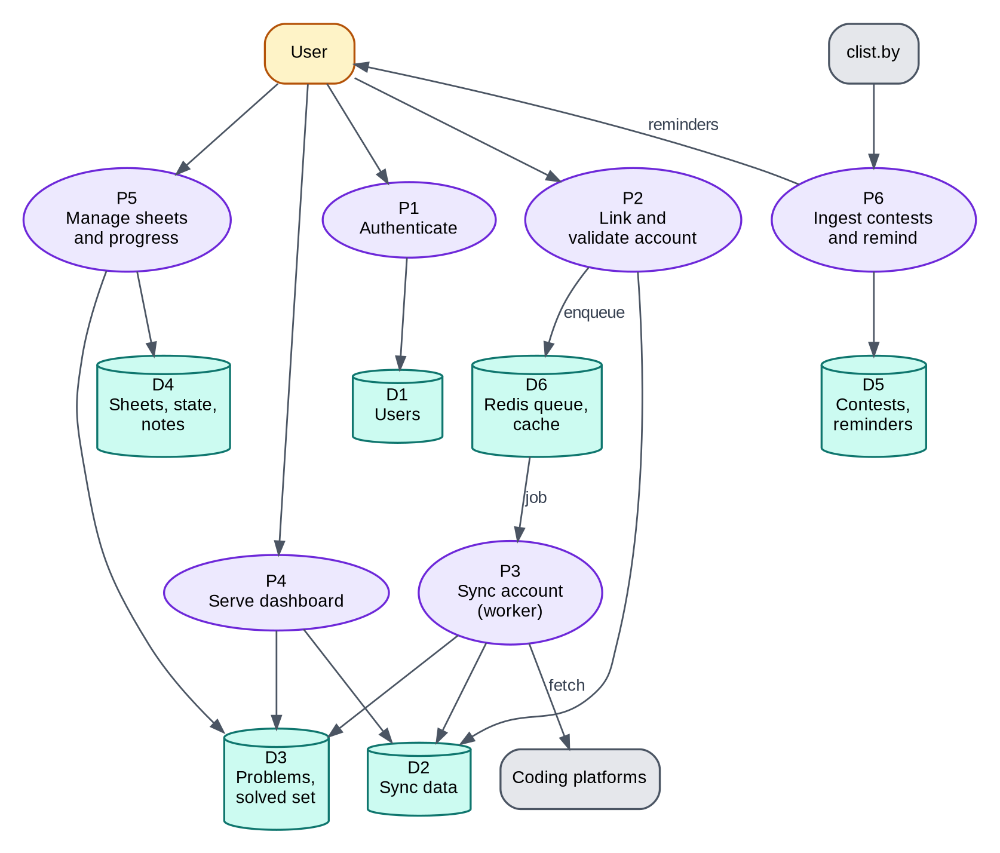 User
clist.by
reminders
P5
Manage sheets
and progress
P1
Authenticate
P2
Link and
validate account
P6
Ingest contests
and remind
enqueue
D4
Sheets, state,
notes
D1
Users
D6
Redis queue,
cache
D5
Contests,
reminders
job
P4
Serve dashboard
P3
Sync account
(worker)
fetch
D3
Problems,
solved set
D2
Sync data
Coding platforms